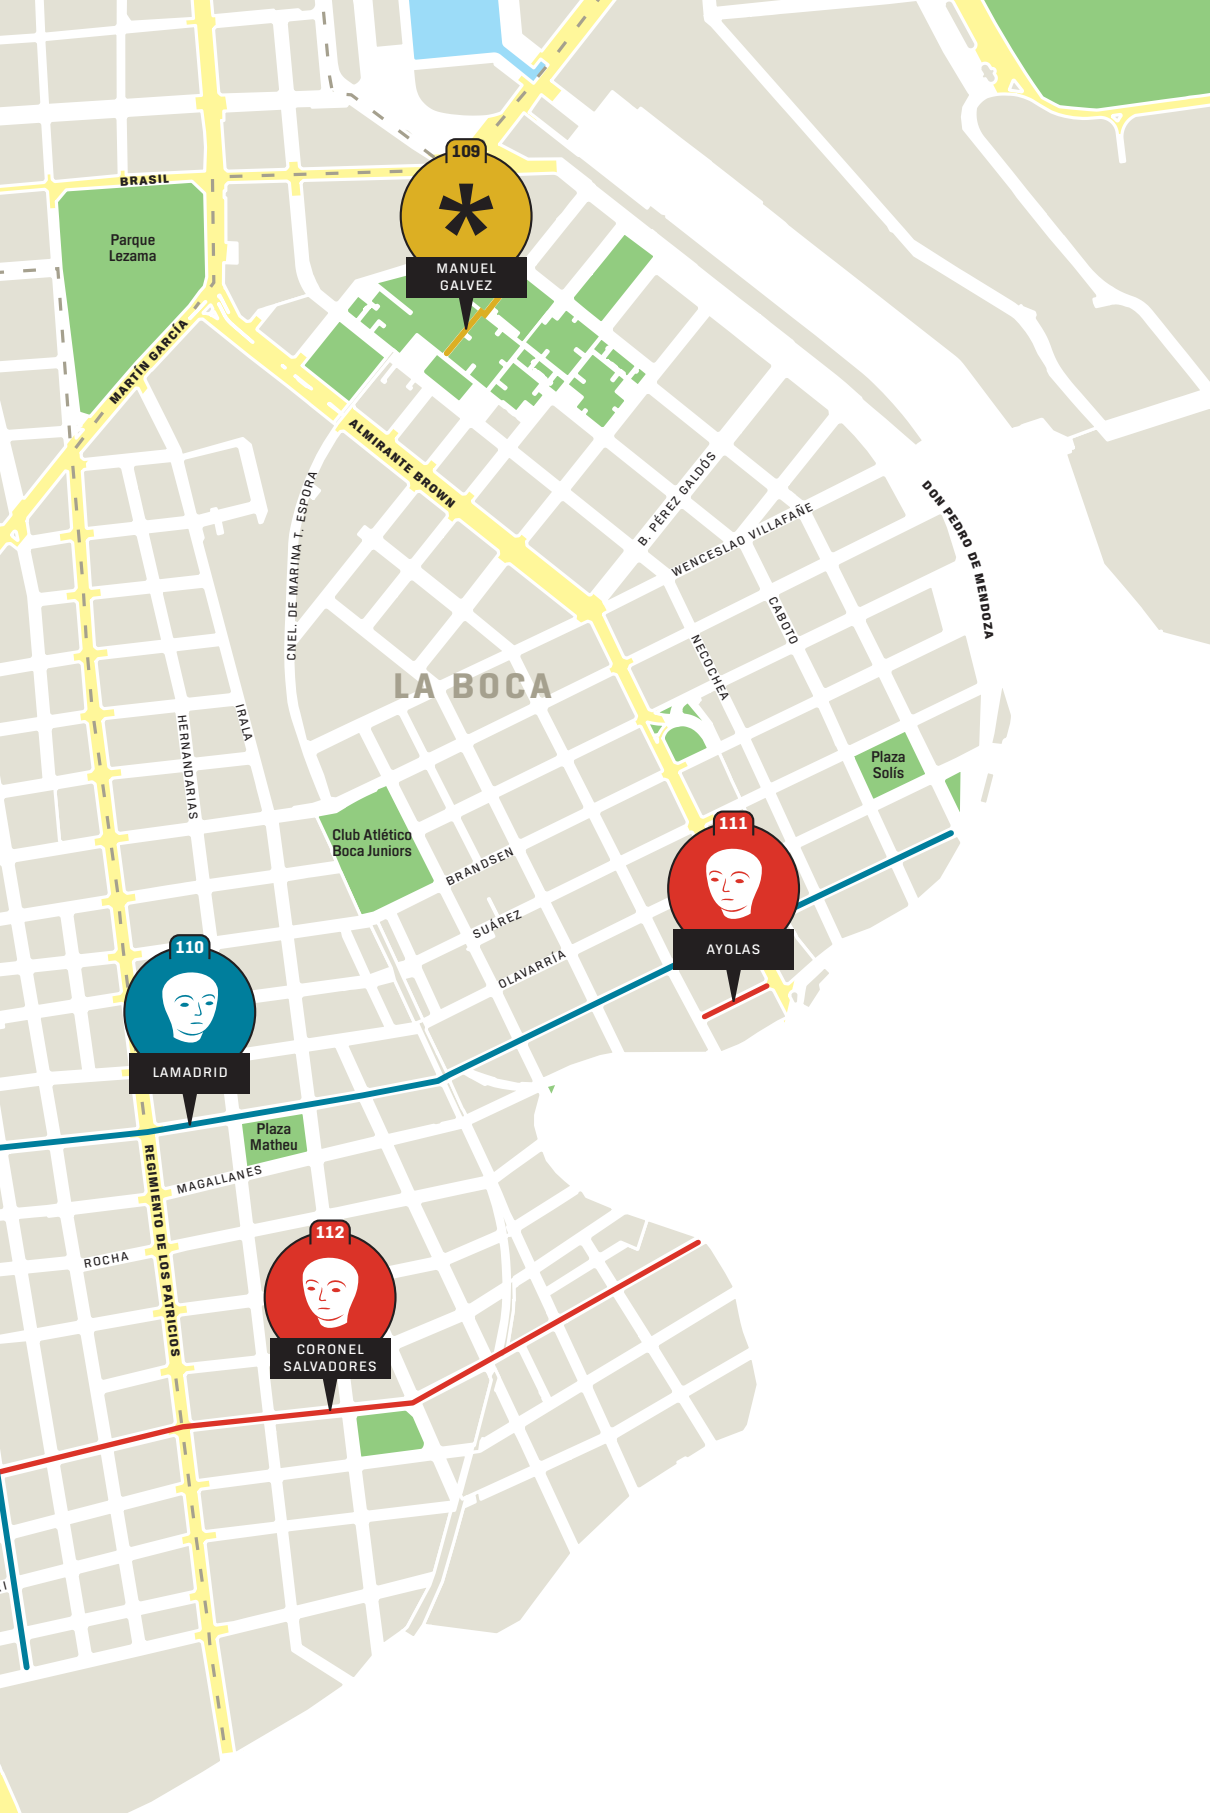 109
MANUEL
GALVEZ
BRASIL
Parque
Lezama
MARTÍN GARCÍA
ALMIRANTE BROWN
CNEL. DE MARINA T. ESPORA
B. PÉREZ GALDÓS
WENCESLAO VILLAFAÑE
DON PEDRO DE MENDOZA
CABOTO
NECOCHEA
LA BOCA
IRALA
HERNANDARIAS
Plaza
Solís
Club Atlético
Boca Juniors
111
AYOLAS
BRANDSEN
SUÁREZ
OLAVARRÍA
110
LAMADRID
Plaza
Matheu
MAGALLANES
REGIMIENTO DE LOS PATRICIOS
ROCHA
112
CORONEL
SALVADORES